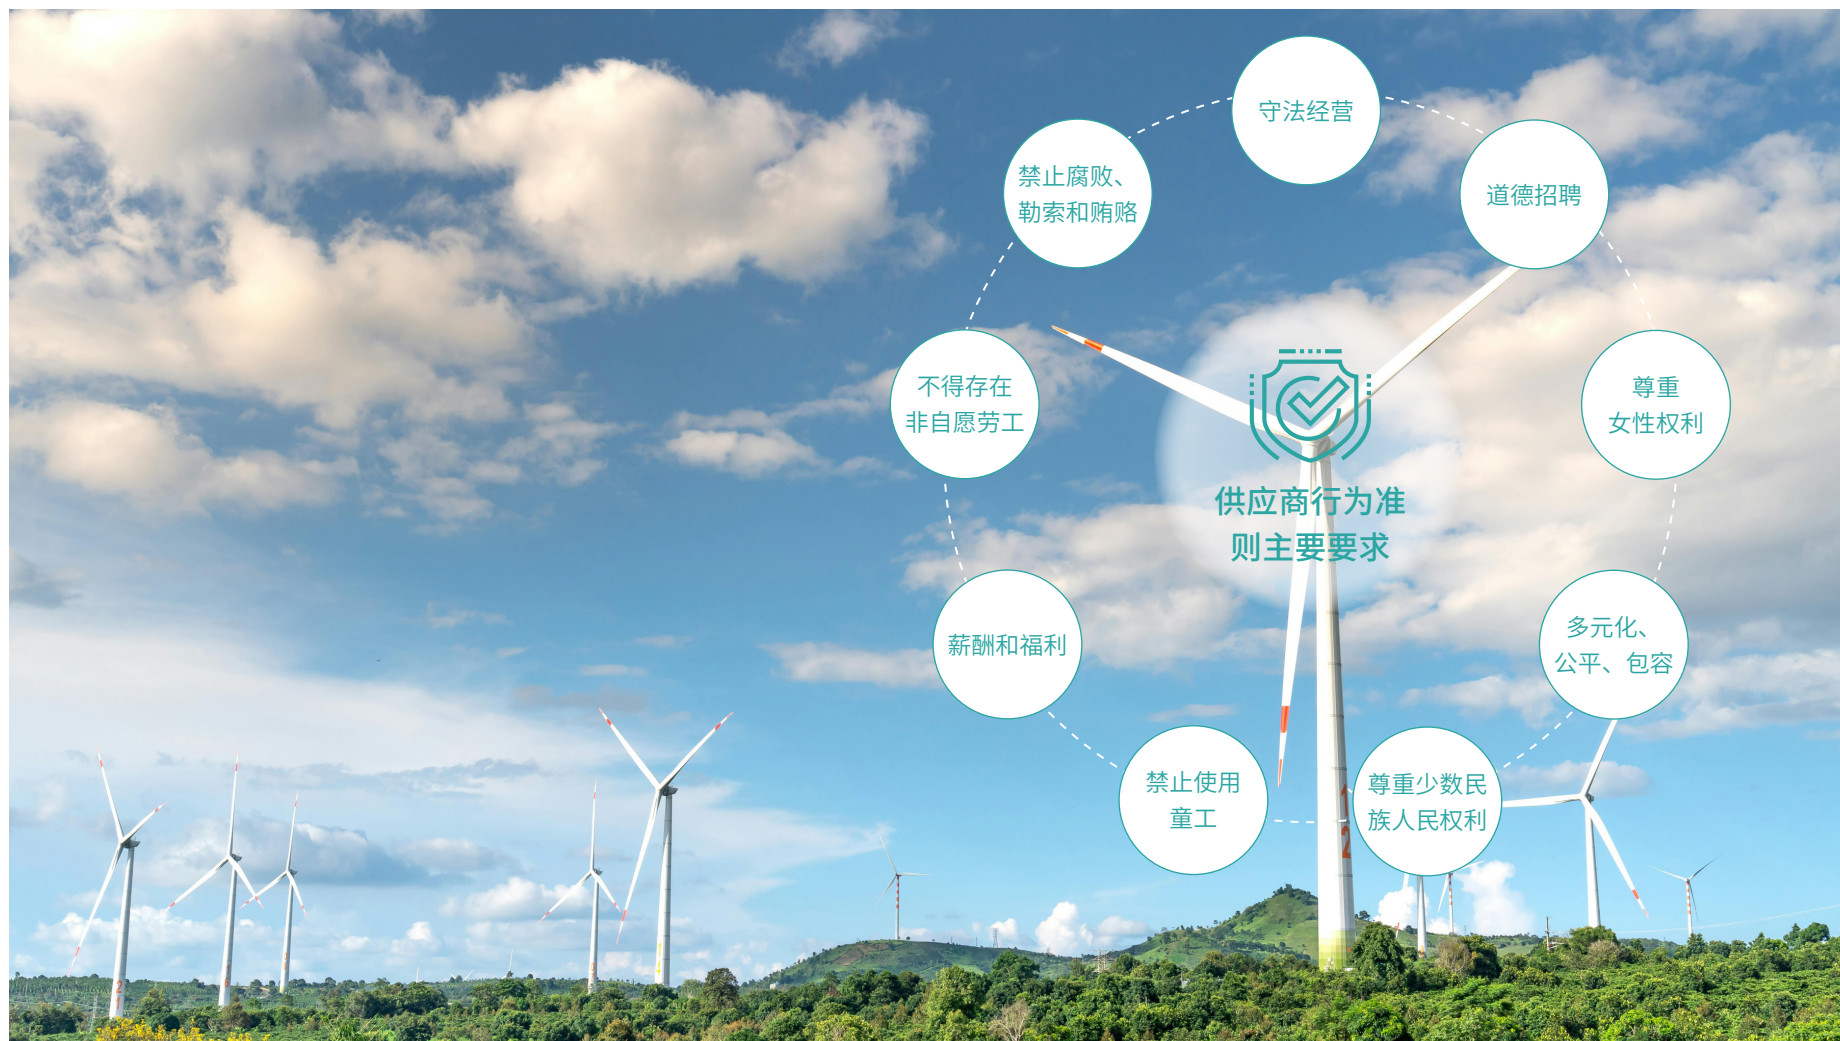 守法经营
道德招聘
尊重
女性权利
多元化、
公平、包容
尊重少数民
族人民权利
禁止使用
童工
薪酬和福利
不得存在
非自愿劳工
禁止腐败、
勒索和贿赂
供应商行为准
则主要要求
12